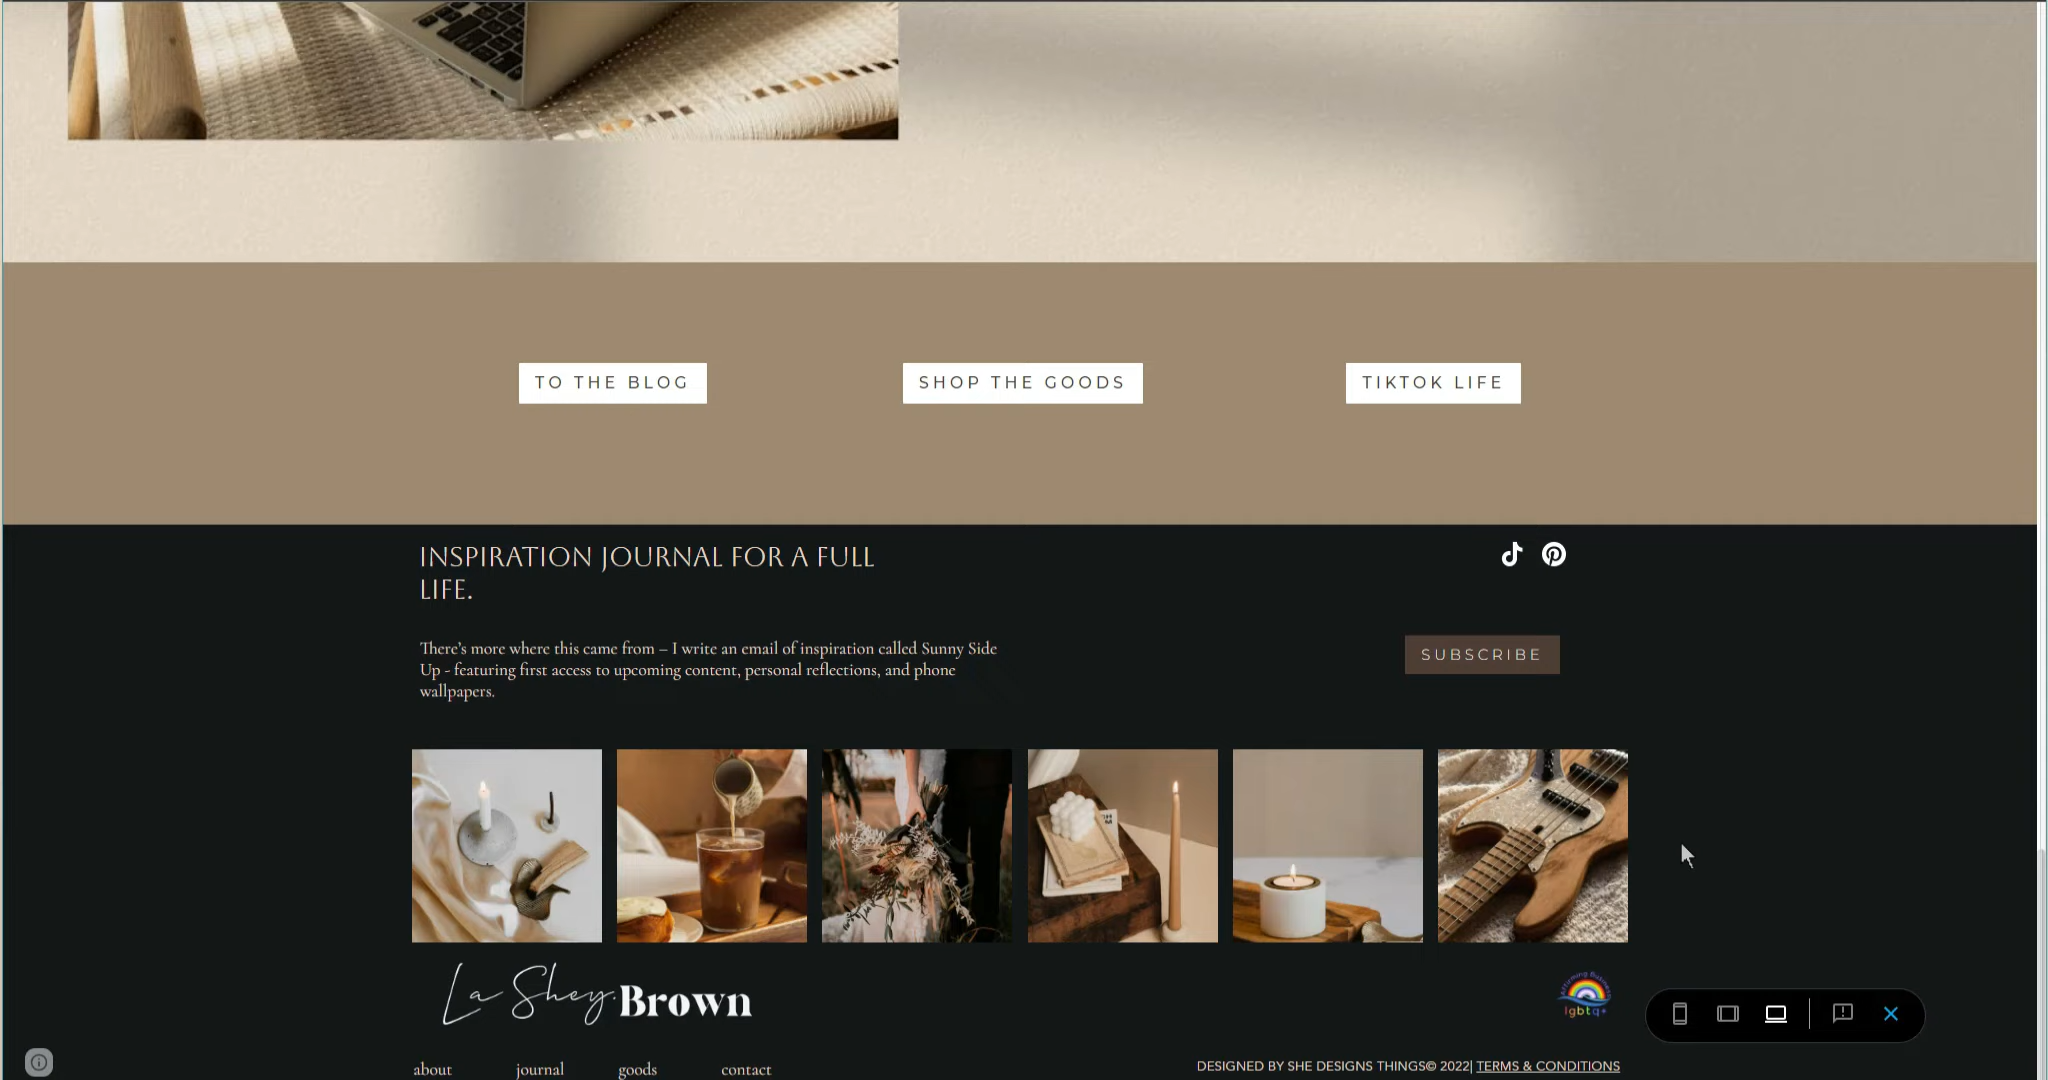 TO THE BLOG
SHOP THE GOODS
TIKTOK LIFE
INSPIRATION JOURNAL FOR A FULL
LIFE.
There's more where this came from – I write an email of inspiration called Sunny Side
Up - featuring first access to upcoming content, personal reflections, and phone
wallpapers.
SUBSCRIBE
La Shey. Brown
lgbtq+
about journal goods contact
DESIGNED BY SHE DESIGNS THINGS© 2022| TERMS & CONDITIONS